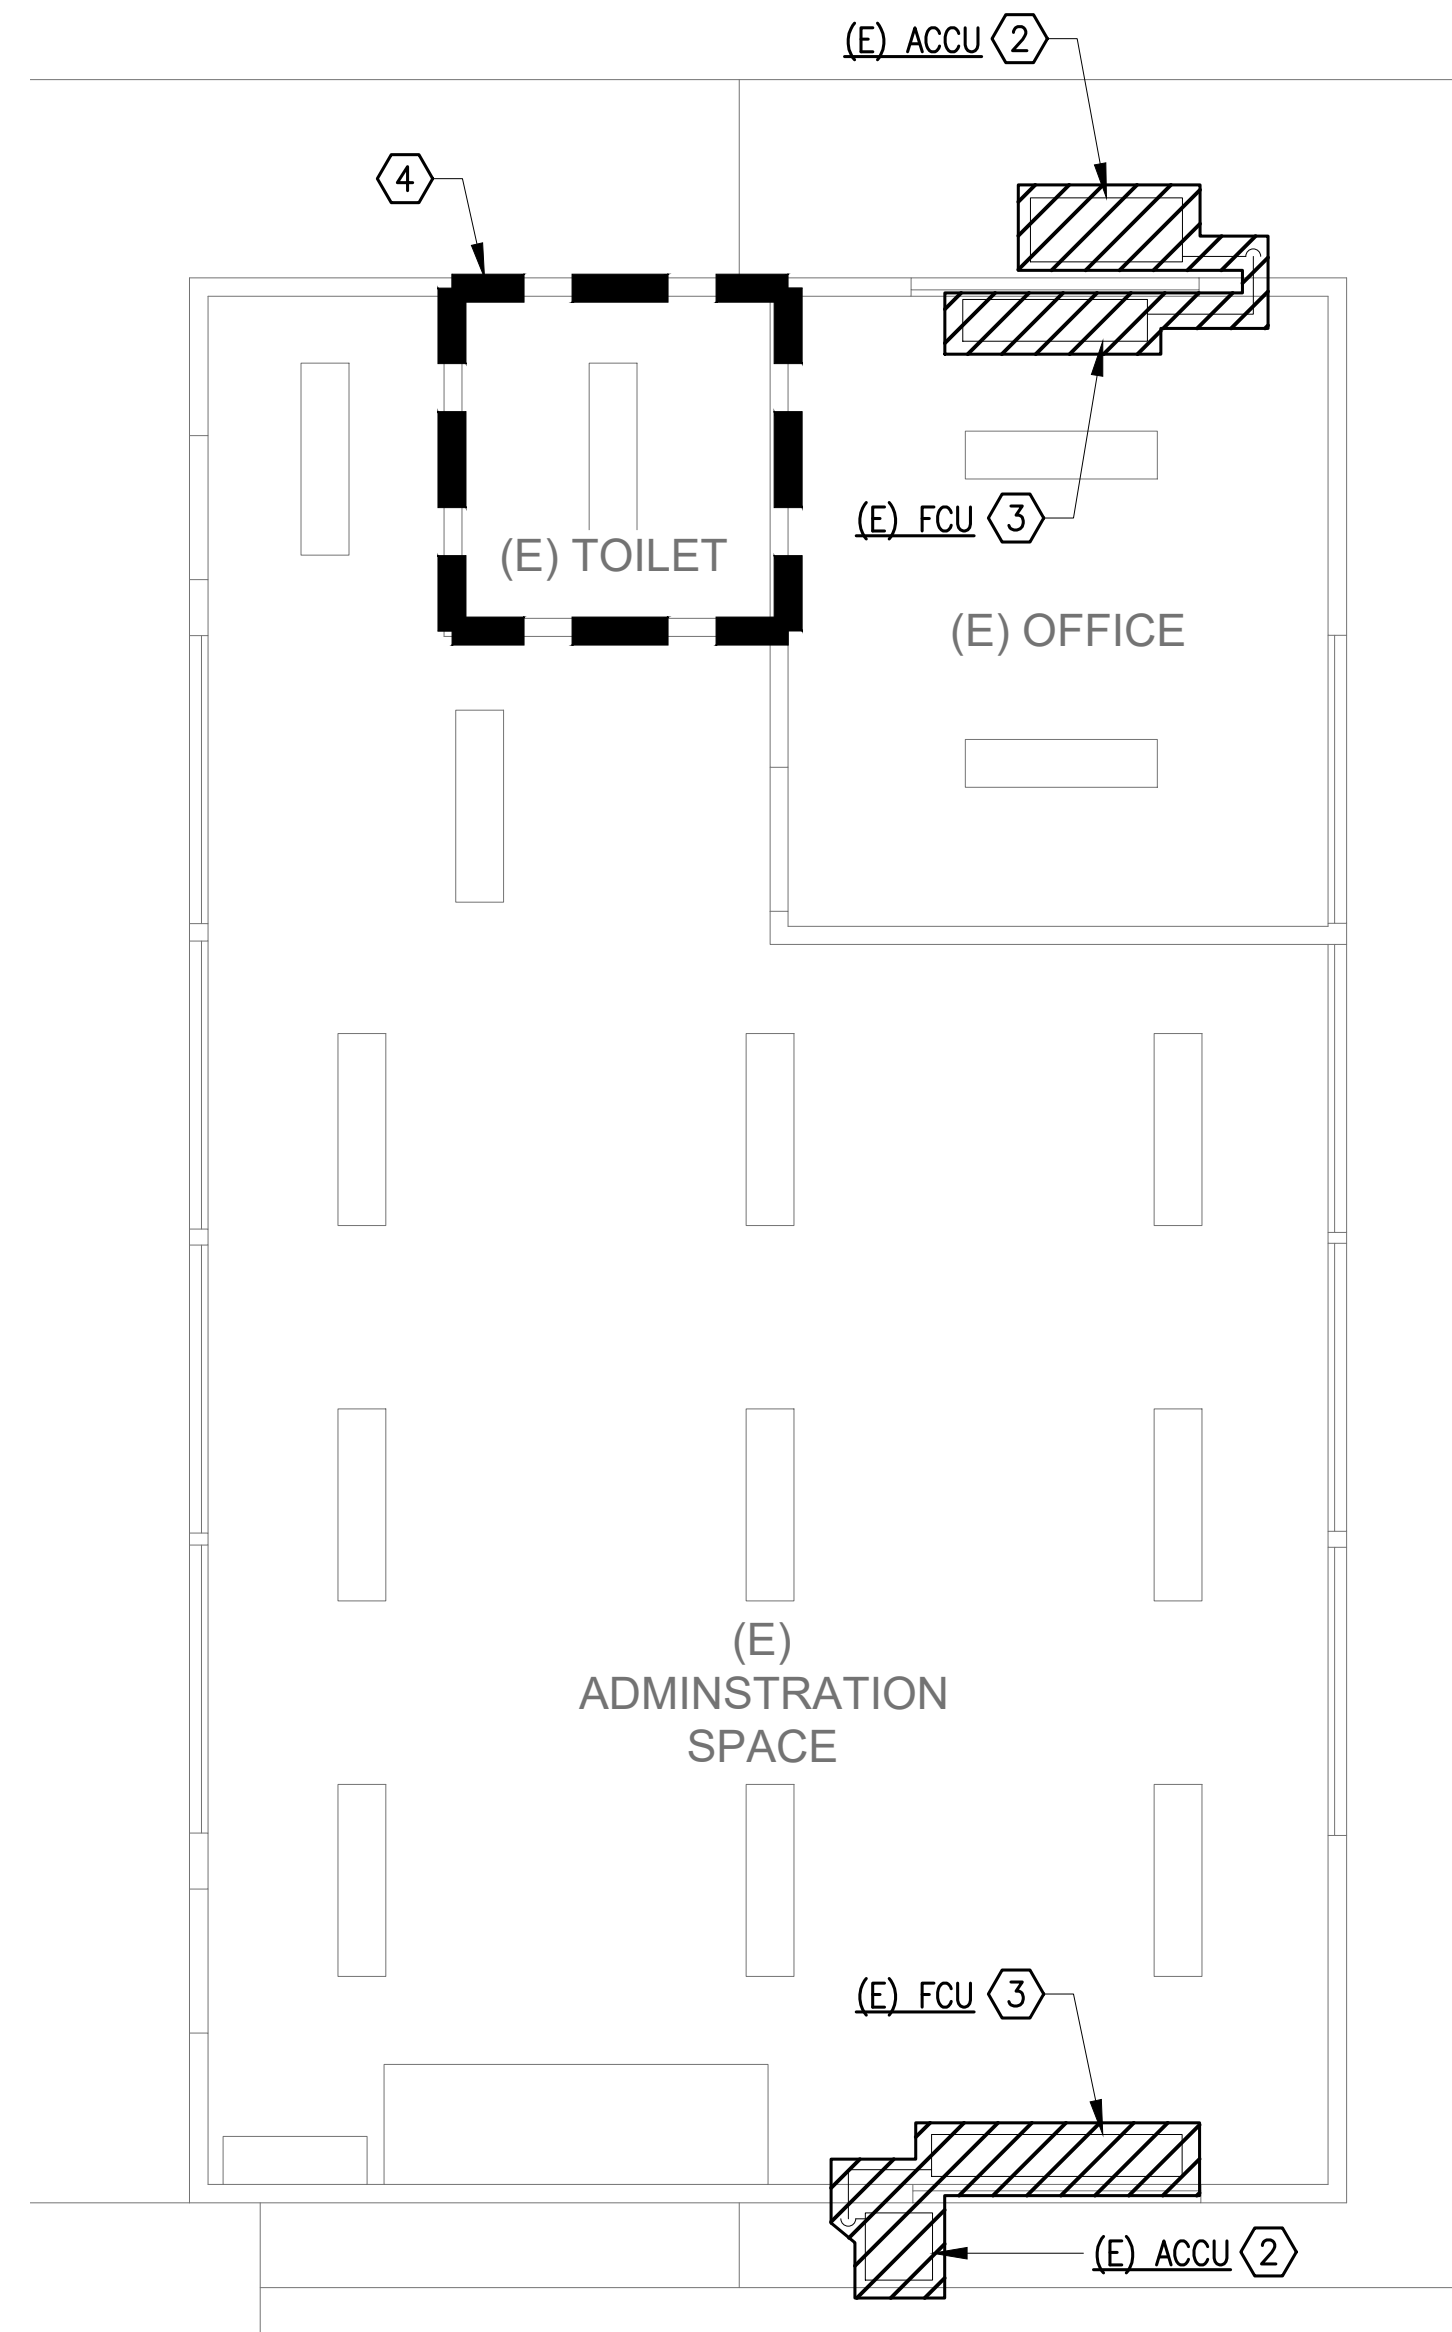 (E) ACCU 2
4
(E) FCU 3
(E) TOILET
(E) OFFICE
(E)
ADMINSTRATION
SPACE
(E) FCU 3
(E) ACCU 2